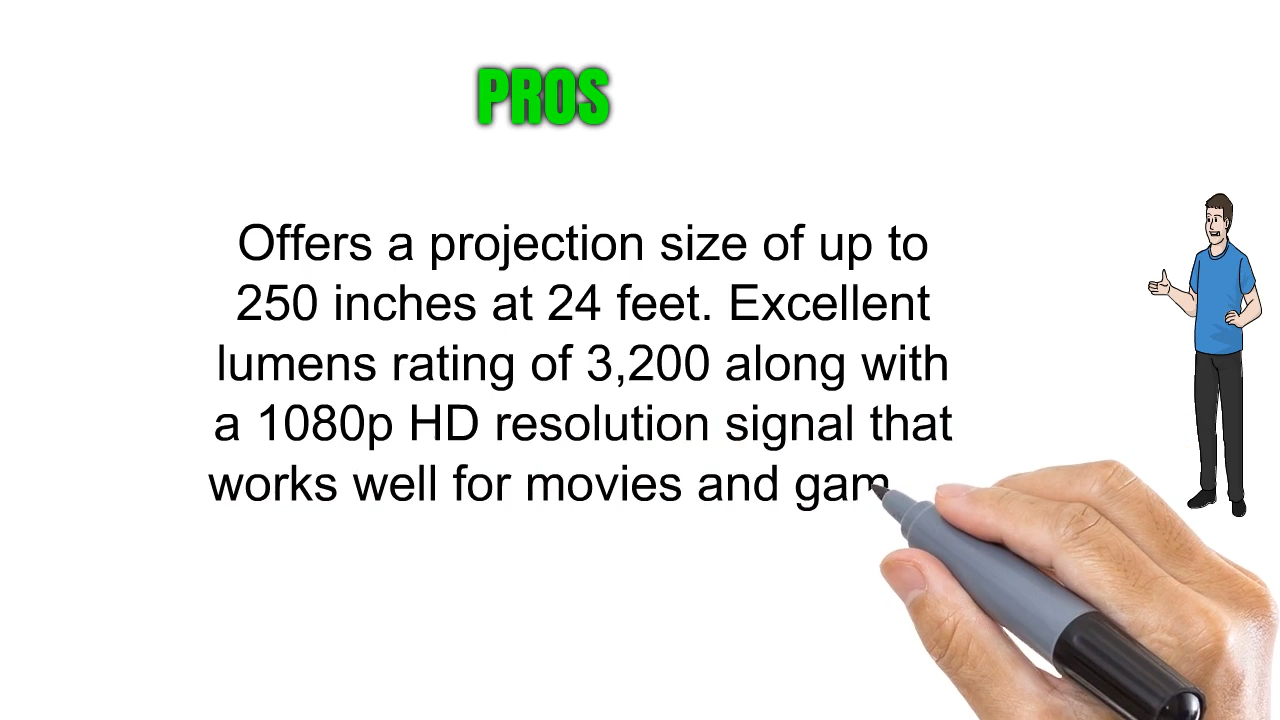 PROS
Offers a projection size of up to
250 inches at 24 feet. Excellent
lumens rating of 3,200 along with
a 1080p HD resolution signal that
works well for movies and gam